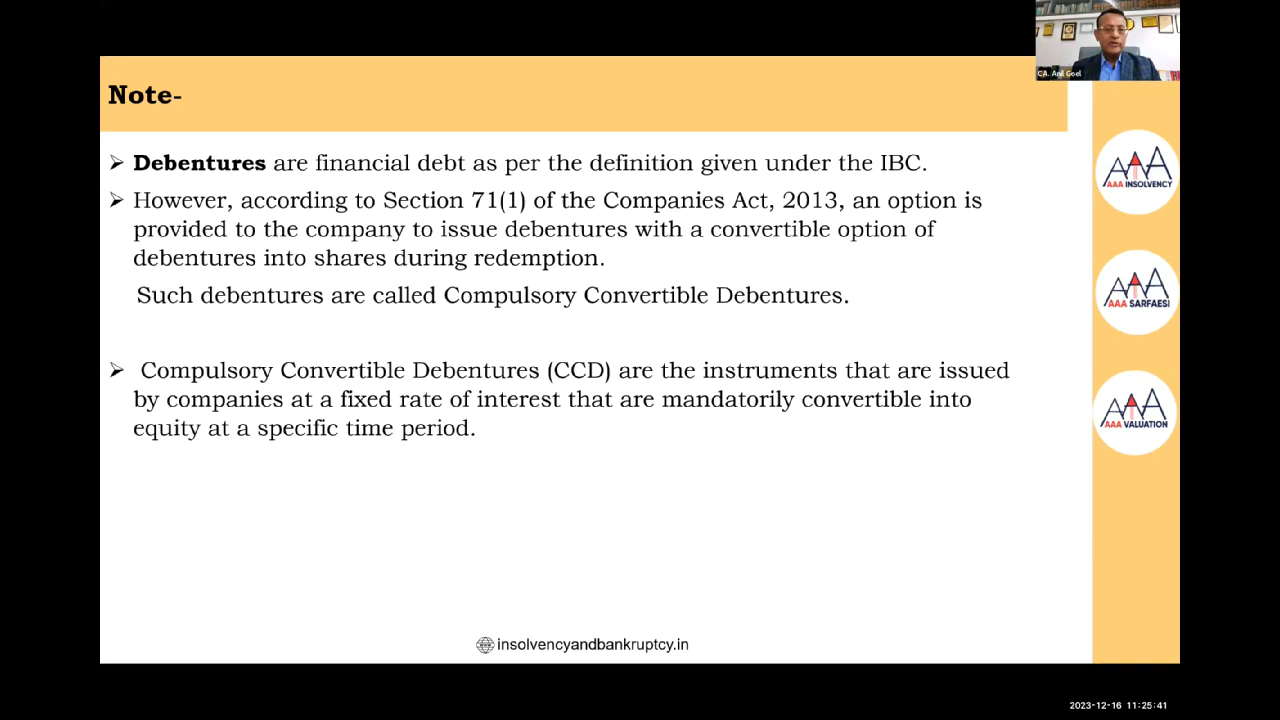 C.A. Anil Goel
Note-
➢ Debentures are financial debt as per the definition given under the IBC.
➢ However, according to Section 71(1) of the Companies Act, 2013, an option is
provided to the company to issue debentures with a convertible option of
debentures into shares during redemption.
Such debentures are called Compulsory Convertible Debentures.
➢ Compulsory Convertible Debentures (CCD) are the instruments that are issued
by companies at a fixed rate of interest that are mandatorily convertible into
equity at a specific time period.
AAA
AAA INSOLVENCY
AAA
AAA SARFAESI
AAA
AAA VALUATION
insolvencyandbankruptcy.in
2023-12-16 11:25:41